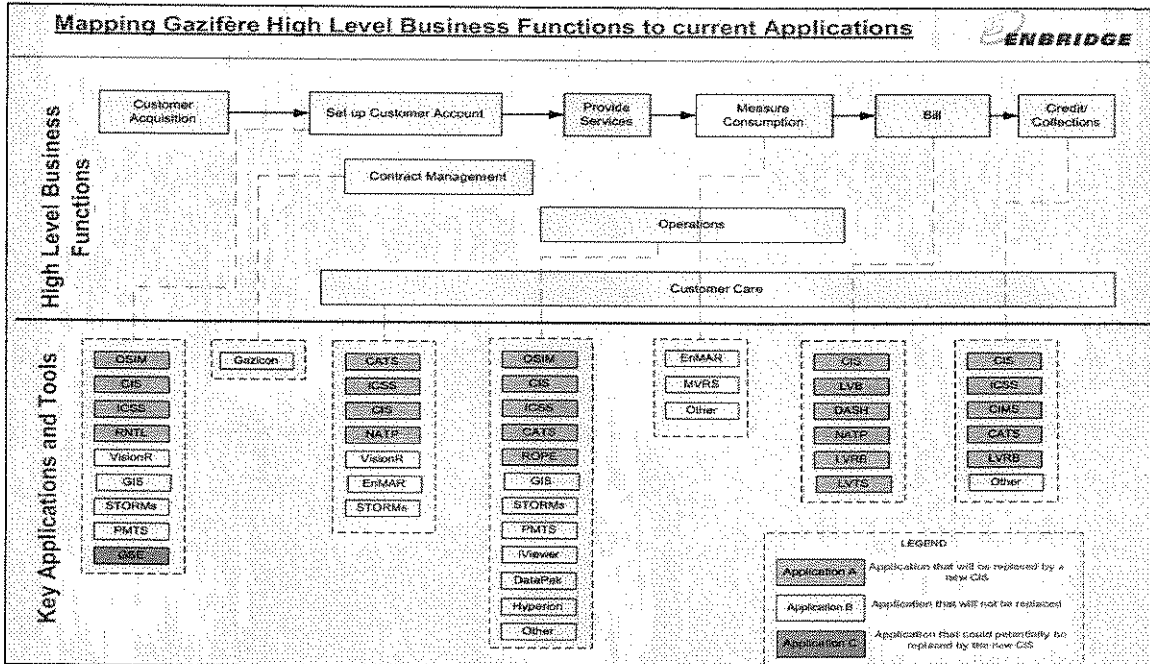 Mapping Gazifère High Level Business Functions to current Applications
ENBRIDGE
High Level Business
Functions
Customer
Acquisition
Set up Customer Account
Provide
Services
Measure
Consumption
Bill
Credit/
Collections
Contract Management
Operations
Customer Care
Key Applications and Tools
OSIM
CIS
ICSS
RNTL
VisionR
GIS
STORMs
PMTS
GSE
Gazicon
CATS
ICSS
CIS
NATP
VisionR
EnMAR
STORMs
OSIM
CIS
ICSS
CATS
ROPE
GIS
STORMs
PMTS
iViewer
DataPak
Hyperion
Other
EnMAR
MVRS
Other
CIS
LVB
DASH
NATP
LVRB
LVTS
CIS
ICSS
CIMS
CATS
LVRB
Other
LEGEND
Application A
Application that will be replaced by a
new CIS
Application B
Application that will not be replaced
Application C
Application that could potentially be
replaced by the new CIS